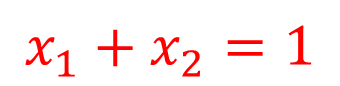 x₁ + x₂ = 1